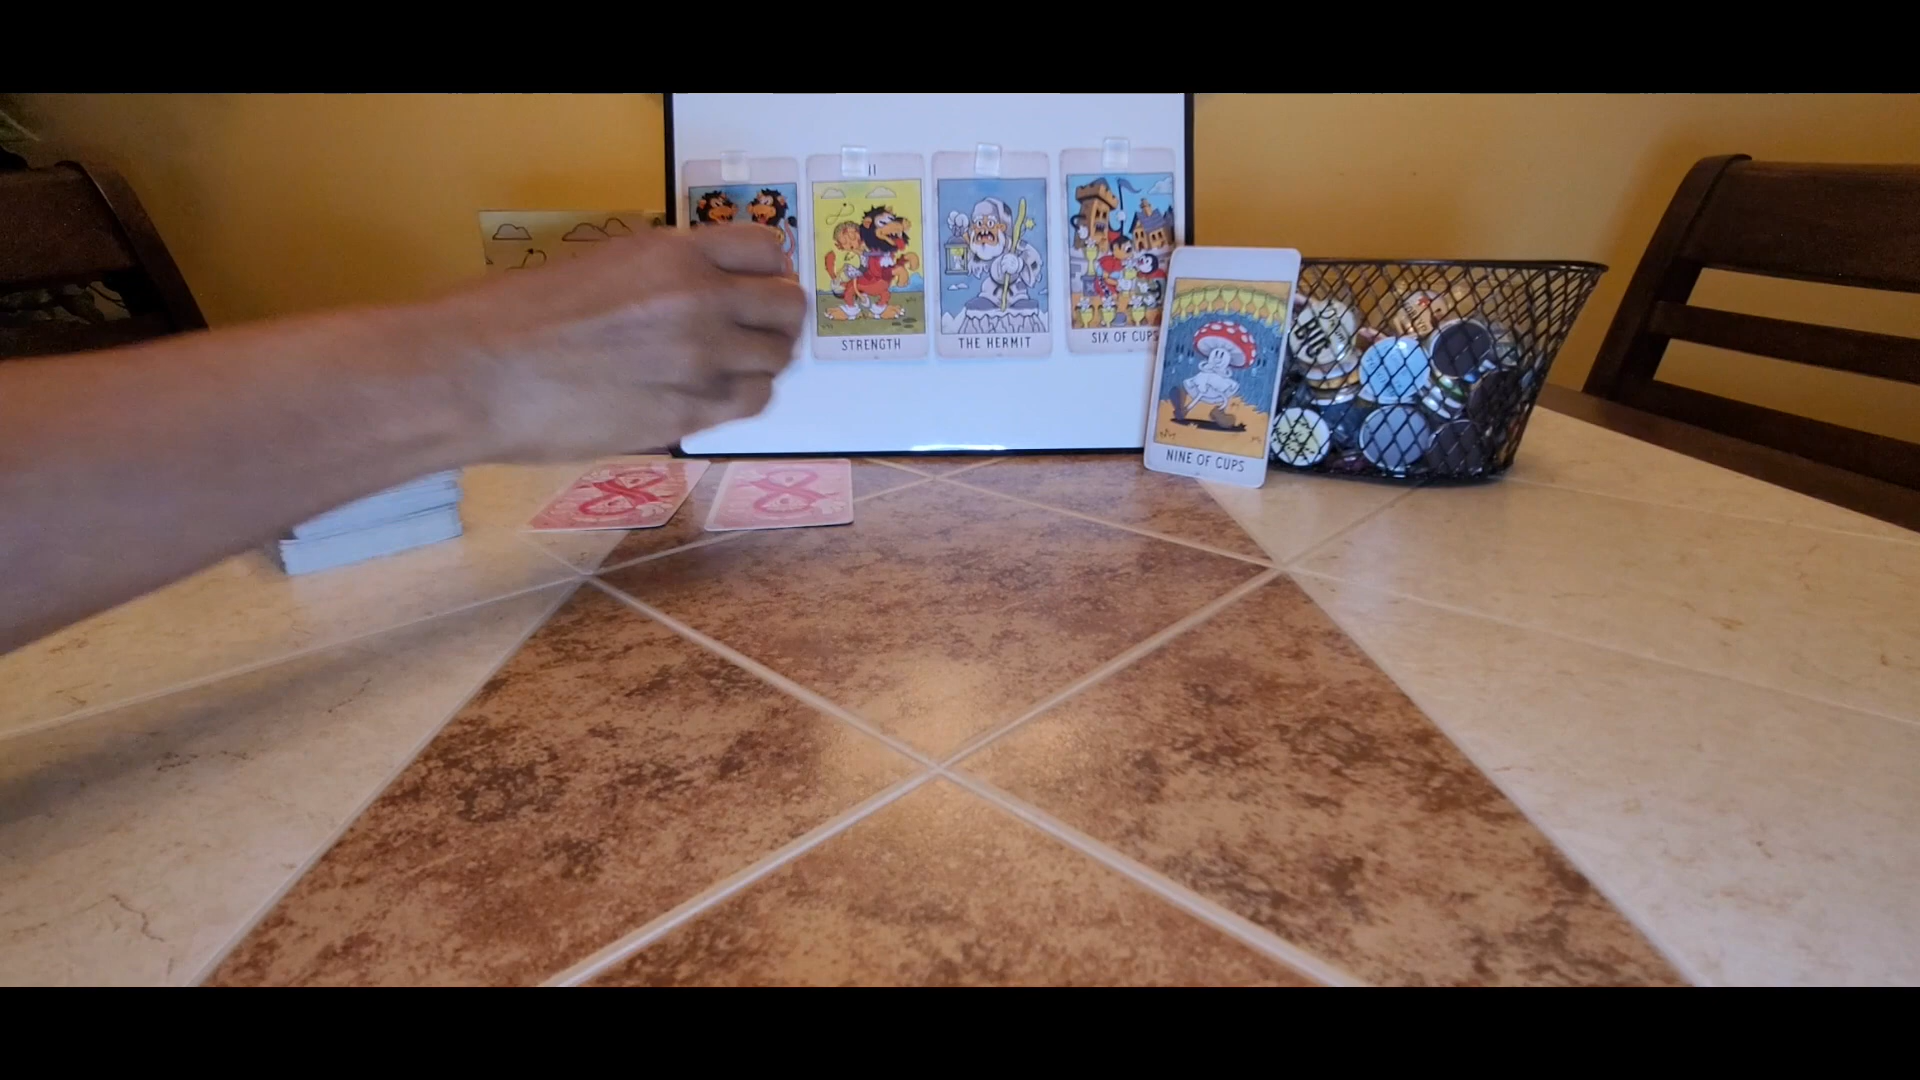 II
STRENGTH
THE HERMIT
SIX OF CUPS
NINE OF CUPS
BIG